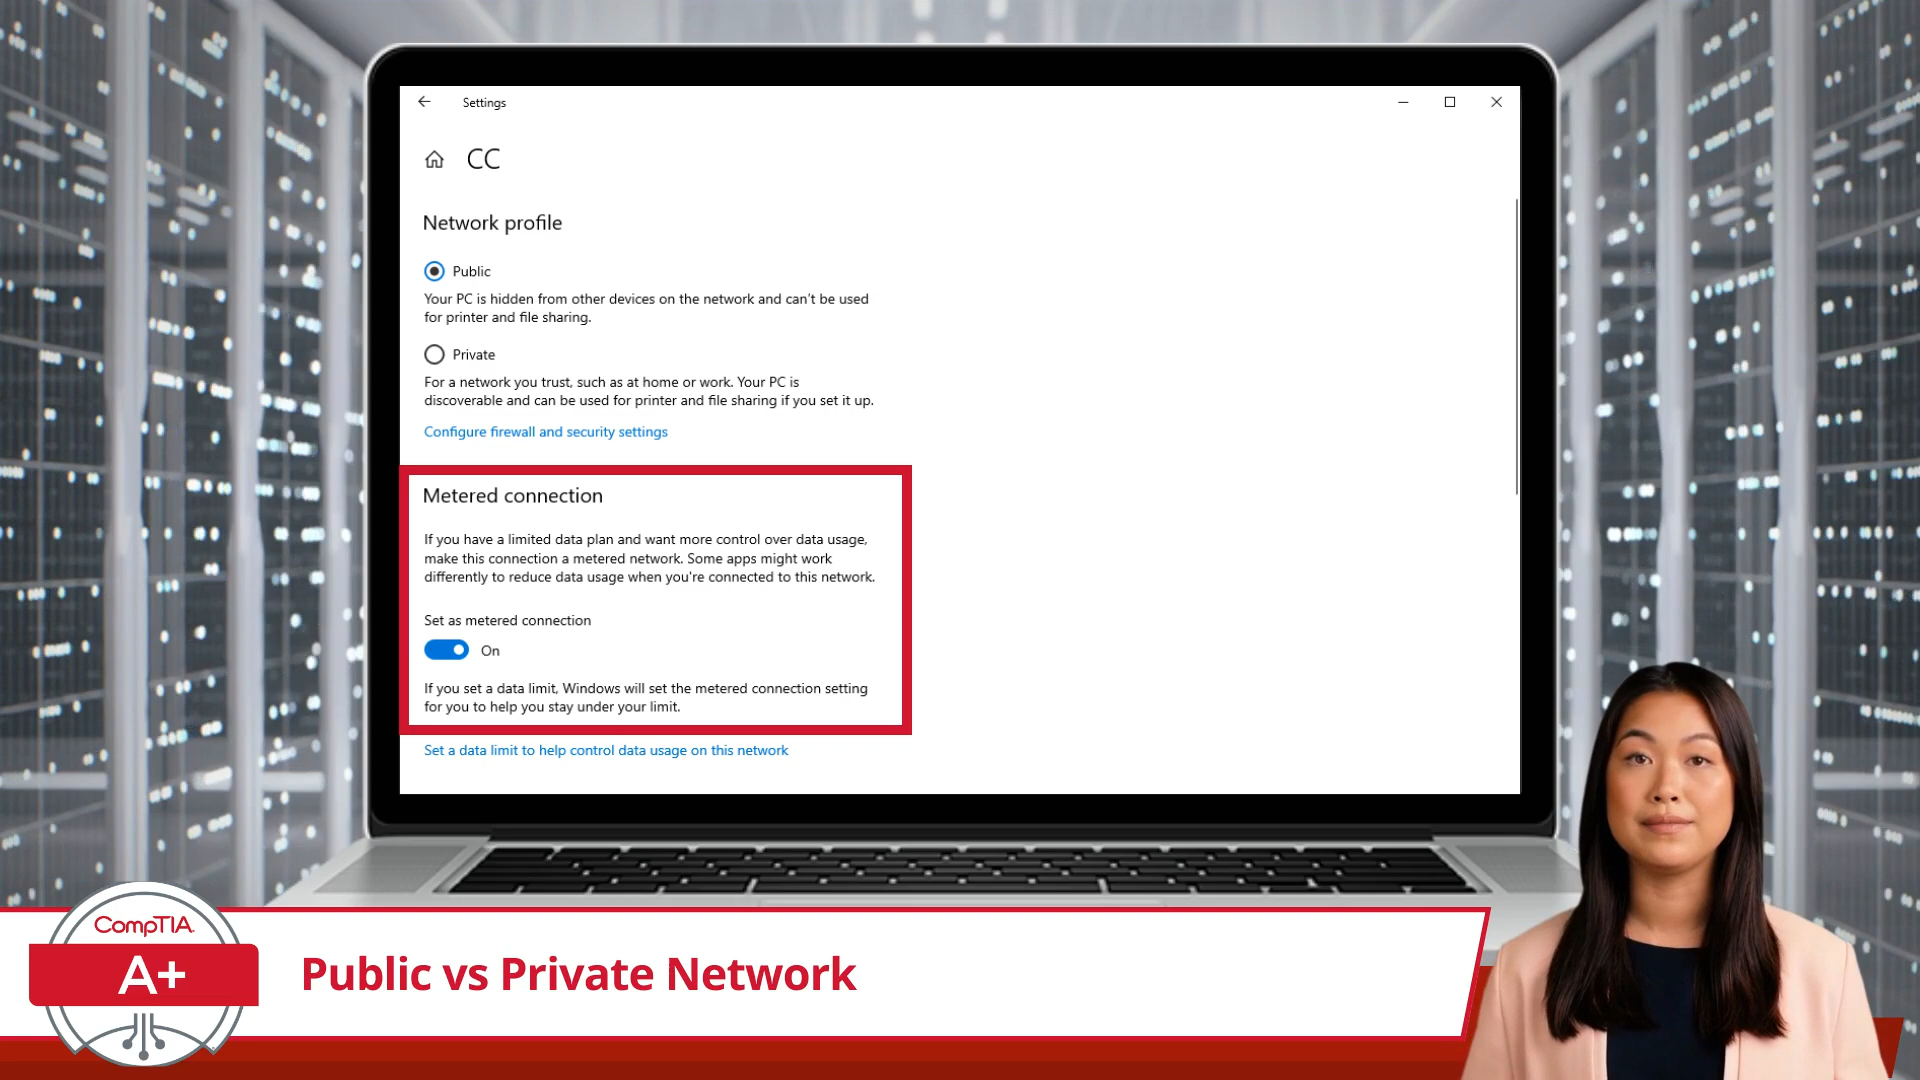 Settings
CC
Network profile
Public
Your PC is hidden from other devices on the network and can't be used
for printer and file sharing.
Private
For a network you trust, such as at home or work. Your PC is
discoverable and can be used for printer and file sharing if you set it up.
Configure firewall and security settings
Metered connection
If you have a limited data plan and want more control over data usage,
make this connection a metered network. Some apps might work
differently to reduce data usage when you're connected to this network.
Set as metered connection
On
If you set a data limit, Windows will set the metered connection setting
for you to help you stay under your limit.
Set a data limit to help control data usage on this network
CompTIA.
A+
Public vs Private Network